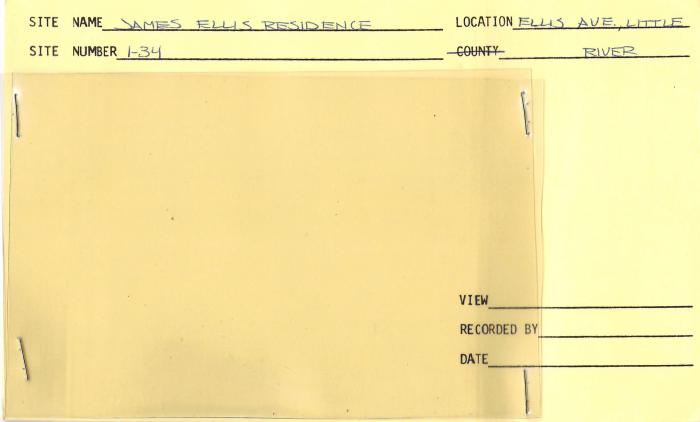 SITE NAME JAMES ELLIS RESIDENCE LOCATION ELLIS AVE., LITTLE
SITE NUMBER 1-34 COUNTY RIVER
VIEW
RECORDED BY
DATE